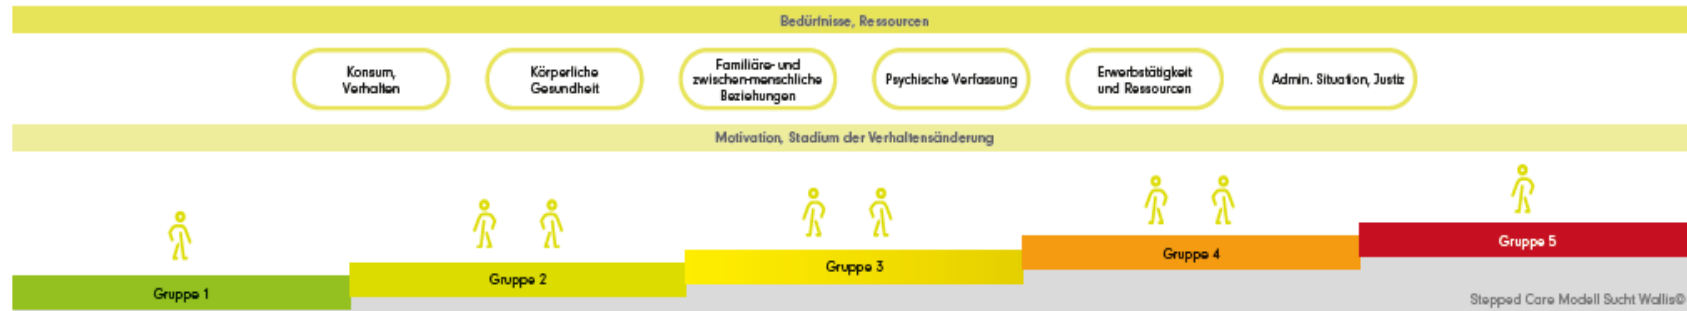 Bedürfnisse, Ressourcen
Konsum,
Verhalten
Körperliche
Gesundheit
Familiäre- und
zwischen-menschliche
Beziehungen
Psychische Verfassung
Erwerbstätigkeit
und Ressourcen
Admin. Situation, Justiz
Motivation, Stadium der Verhaltensänderung
Gruppe 1
Gruppe 2
Gruppe 3
Gruppe 4
Gruppe 5
Stepped Care Modell Sucht Wallis©